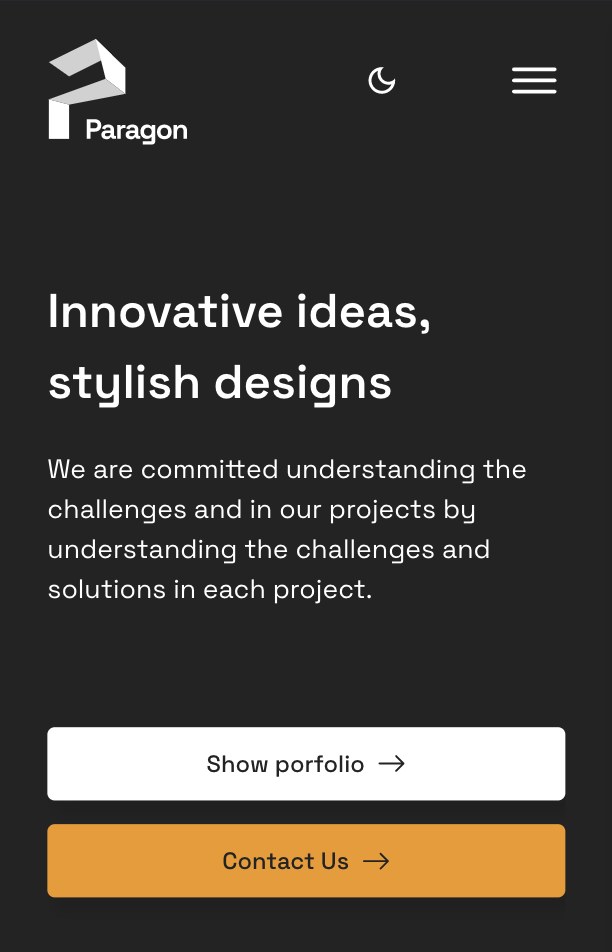 Paragon
Innovative ideas,
stylish designs
We are committed understanding the
challenges and in our projects by
understanding the challenges and
solutions in each project.
Show porfolio
Contact Us